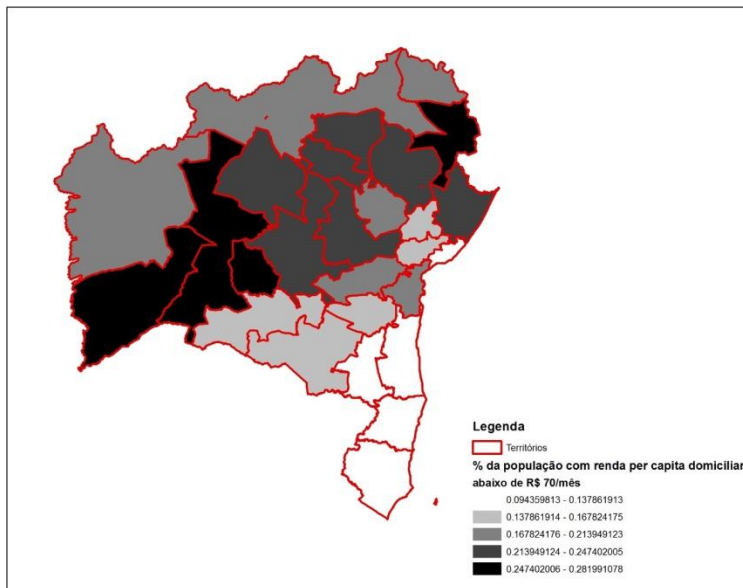 Legenda
Territórios
% da população com renda per capita domiciliar
abaixo de R$ 70/mês
0.094359813 - 0.137861913
0.137861914 - 0.167824175
0.167824176 - 0.213949123
0.213949124 - 0.247402005
0.247402006 - 0.281991078